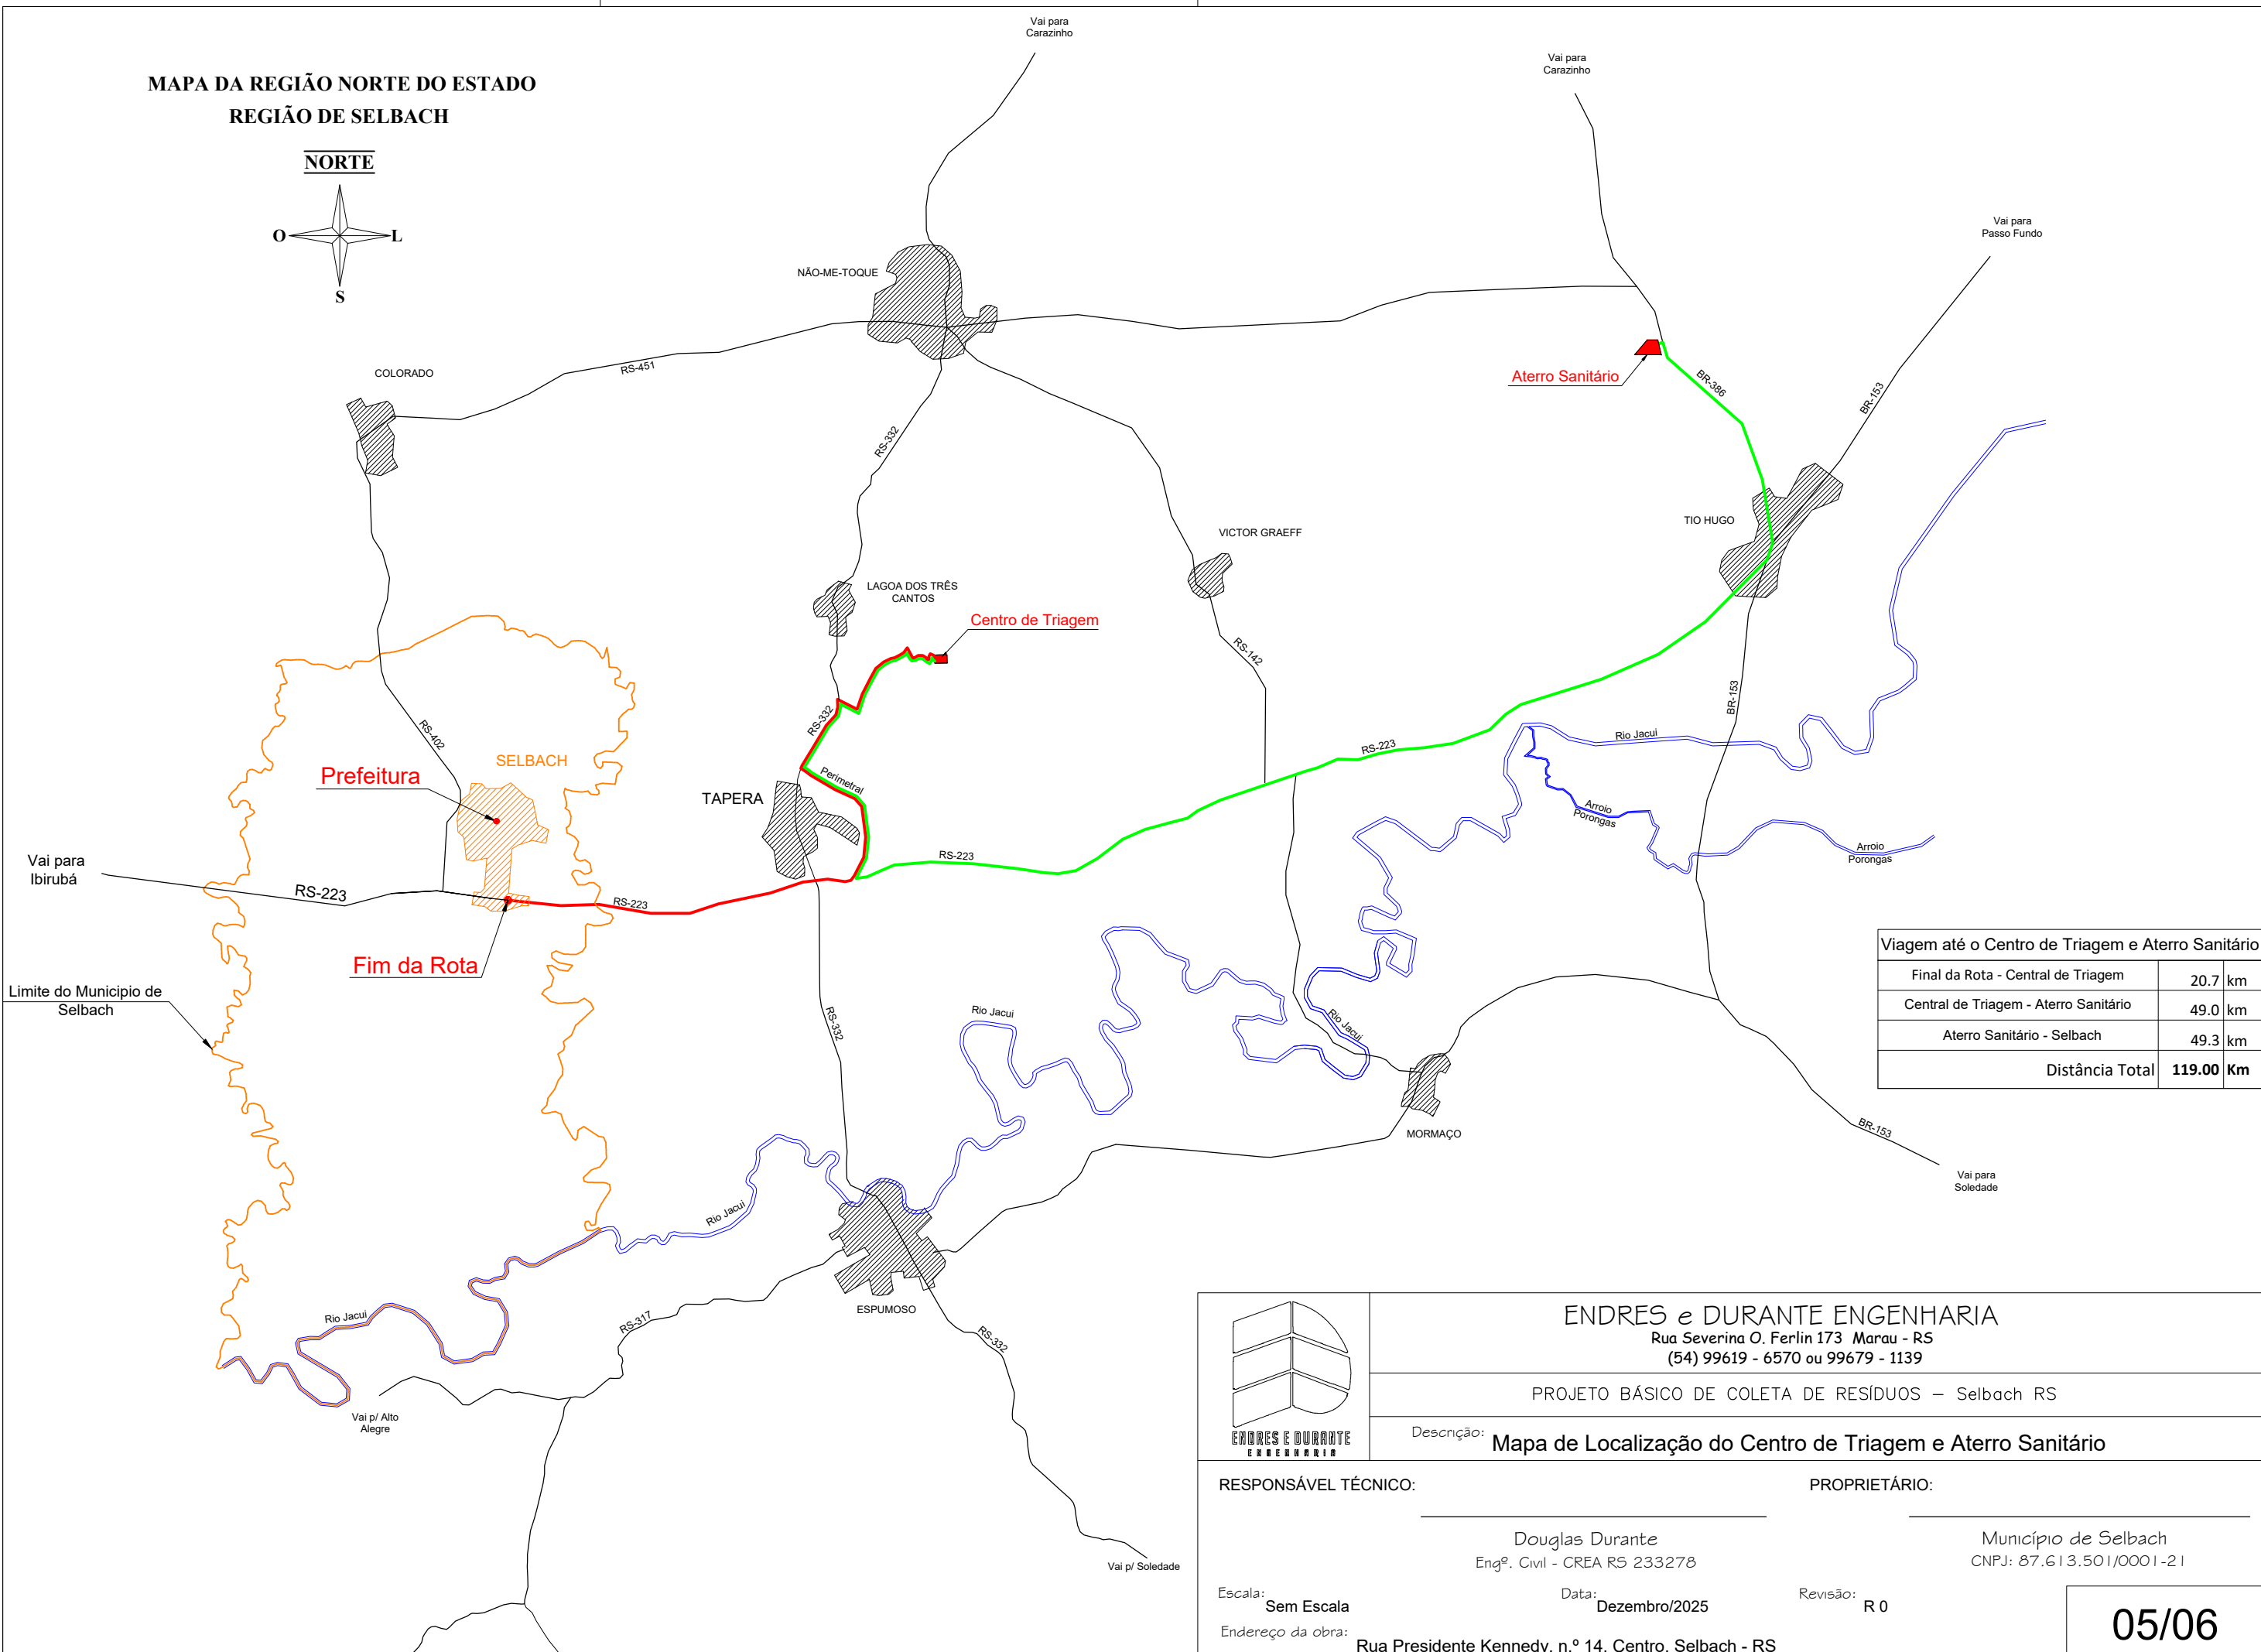 Vai para
Carazinho
Vai para
Carazinho
MAPA DA REGIÃO NORTE DO ESTADO
REGIÃO DE SELBACH
NORTE
O
L
S
Vai para
Passo Fundo
NÃO-ME-TOQUE
COLORADO
RS-451
Aterro Sanitário
BR-386
BR-153
RS-332
TIO HUGO
VICTOR GRAEFF
LAGOA DOS TRÊS
CANTOS
Centro de Triagem
RS-142
BR-153
RS-332
RS-402
SELBACH
Prefeitura
Perimetral
TAPERA
RS-223
Rio Jacui
Arroio
Porongas
Arroio
Porongas
Vai para
Ibirubá
RS-223
RS-223
RS-223
Fim da Rota
Limite do Municipio de
Selbach
RS-332
Rio Jacui
Rio Jacui
Viagem até o Centro de Triagem e Aterro Sanitário
Final da Rota - Central de Triagem 20.7 km
Central de Triagem - Aterro Sanitário 49.0 km
Aterro Sanitário - Selbach 49.3 km
Distância Total 119.00 Km
MORMAÇO
BR-153
Vai para
Soledade
Rio Jacui
Rio Jacui
RS-317
ESPUMOSO
RS-332
Vai p/ Alto
Alegre
Vai p/ Soledade
ENDRES E DURANTE
ENGENHARIA
ENDRES e DURANTE ENGENHARIA
Rua Severina O. Ferlin 173 Marau - RS
(54) 99619 - 6570 ou 99679 - 1139
PROJETO BÁSICO DE COLETA DE RESÍDUOS – Selbach RS
Descrição: Mapa de Localização do Centro de Triagem e Aterro Sanitário
RESPONSÁVEL TÉCNICO:
PROPRIETÁRIO:
Douglas Durante
Engº. Civil - CREA RS 233278
Município de Selbach
CNPJ: 87.613.501/0001-21
Escala: Sem Escala
Data: Dezembro/2025
Revisão: R 0
Endereço da obra: Rua Presidente Kennedy, n.º 14, Centro, Selbach - RS
05/06